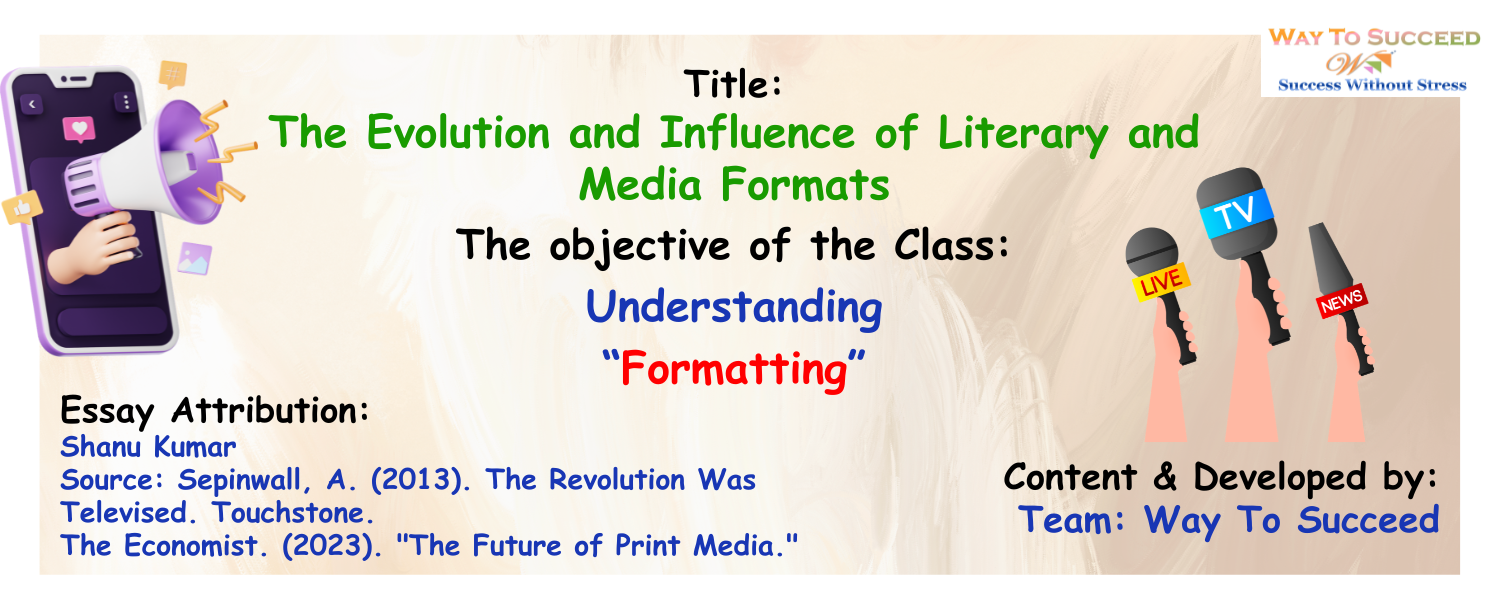 WAY TO SUCCEED
W
Success Without Stress
Title:
The Evolution and Influence of Literary and
Media Formats
The objective of the Class:
Understanding
“Formatting”
TV
LIVE
NEWS
#
Essay Attribution:
Shanu Kumar
Source: Sepinwall, A. (2013). The Revolution Was
Televised. Touchstone.
The Economist. (2023). "The Future of Print Media."
Content & Developed by:
Team: Way To Succeed